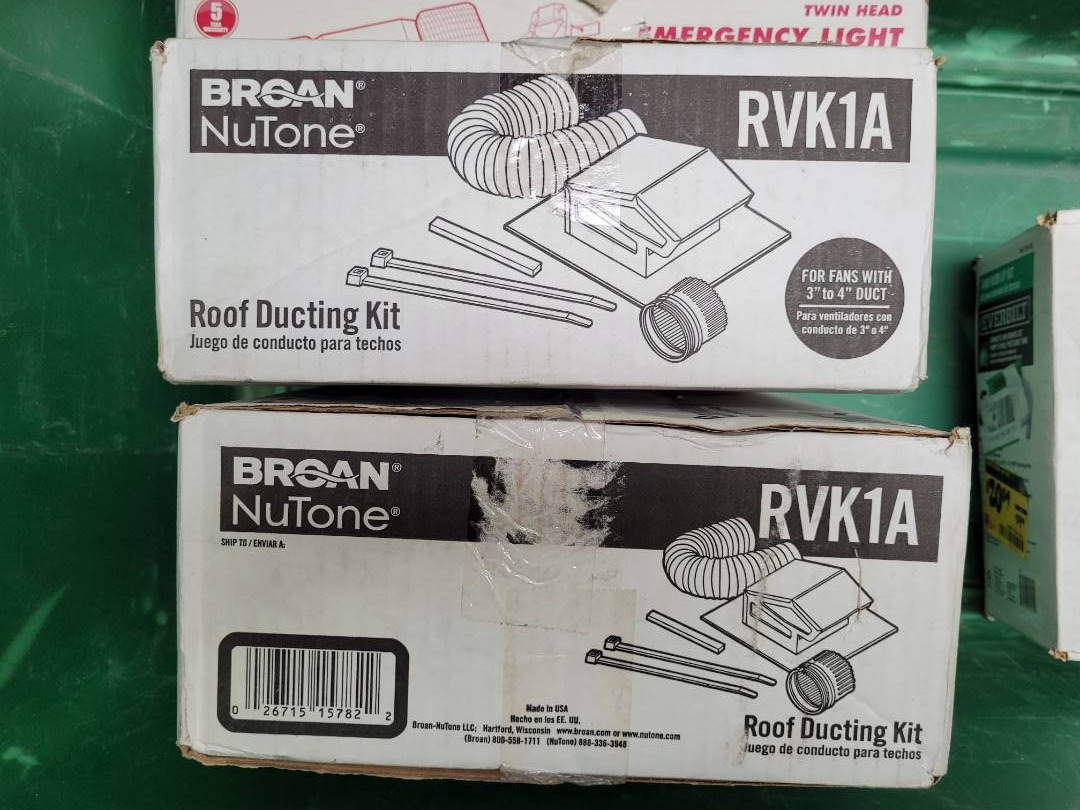 5
TWIN HEAD
EMERGENCY LIGHT
BROAN®
NuTone®
RVK1A
FOR FANS WITH
3" to 4" DUCT
Para ventiladores con
conducto de 3" o 4"
Roof Ducting Kit
Juego de conducto para techos
BROAN®
NuTone®
RVK1A
SHIP TO / ENVIAR A:
0 26715 15782 2
Made in USA
Hecho en los EE. UU.
Broan-NuTone LLC; Hartford, Wisconsin www.broan.com or www.nutone.com
(Broan) 800-558-1711 (NuTone) 888-336-3948
Roof Ducting Kit
Juego de conducto para techos
EVERBILT